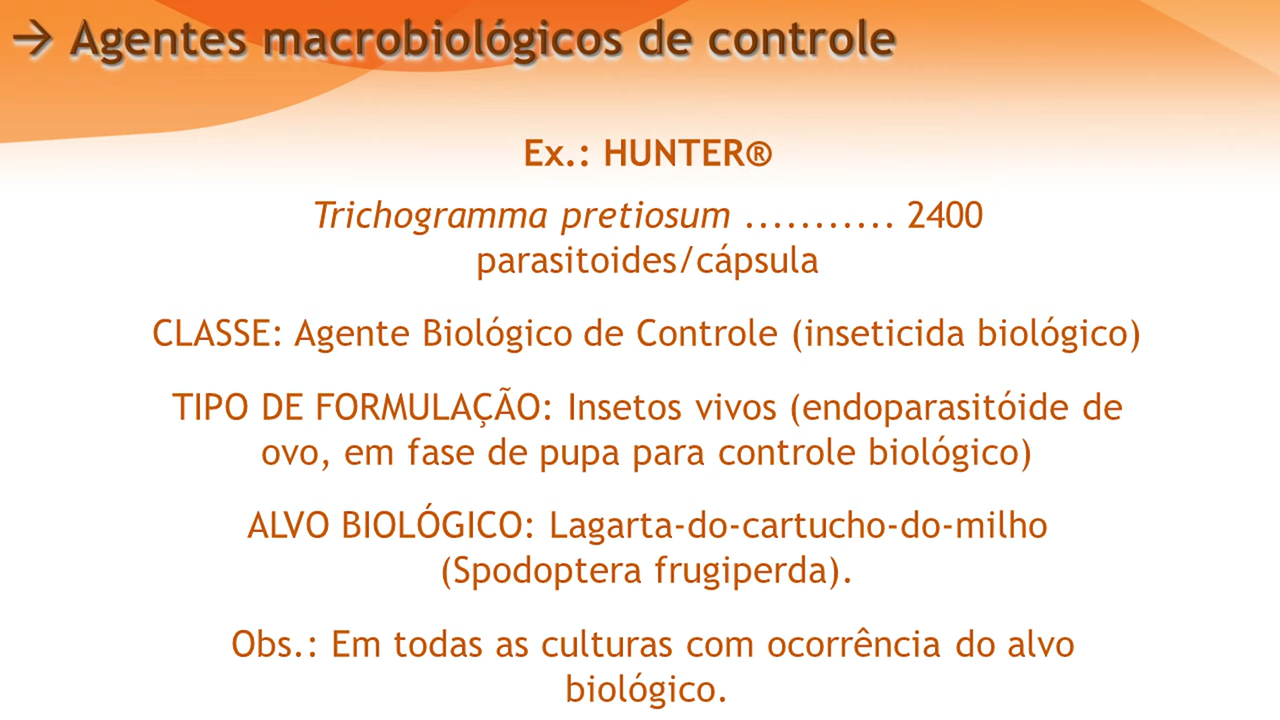 → Agentes macrobiológicos de controle
Ex.: HUNTER®
Trichogramma pretiosum ........... 2400
parasitoides/cápsula
CLASSE: Agente Biológico de Controle (inseticida biológico)
TIPO DE FORMULAÇÃO: Insetos vivos (endoparasitóide de
ovo, em fase de pupa para controle biológico)
ALVO BIOLÓGICO: Lagarta-do-cartucho-do-milho
(Spodoptera frugiperda).
Obs.: Em todas as culturas com ocorrência do alvo
biológico.